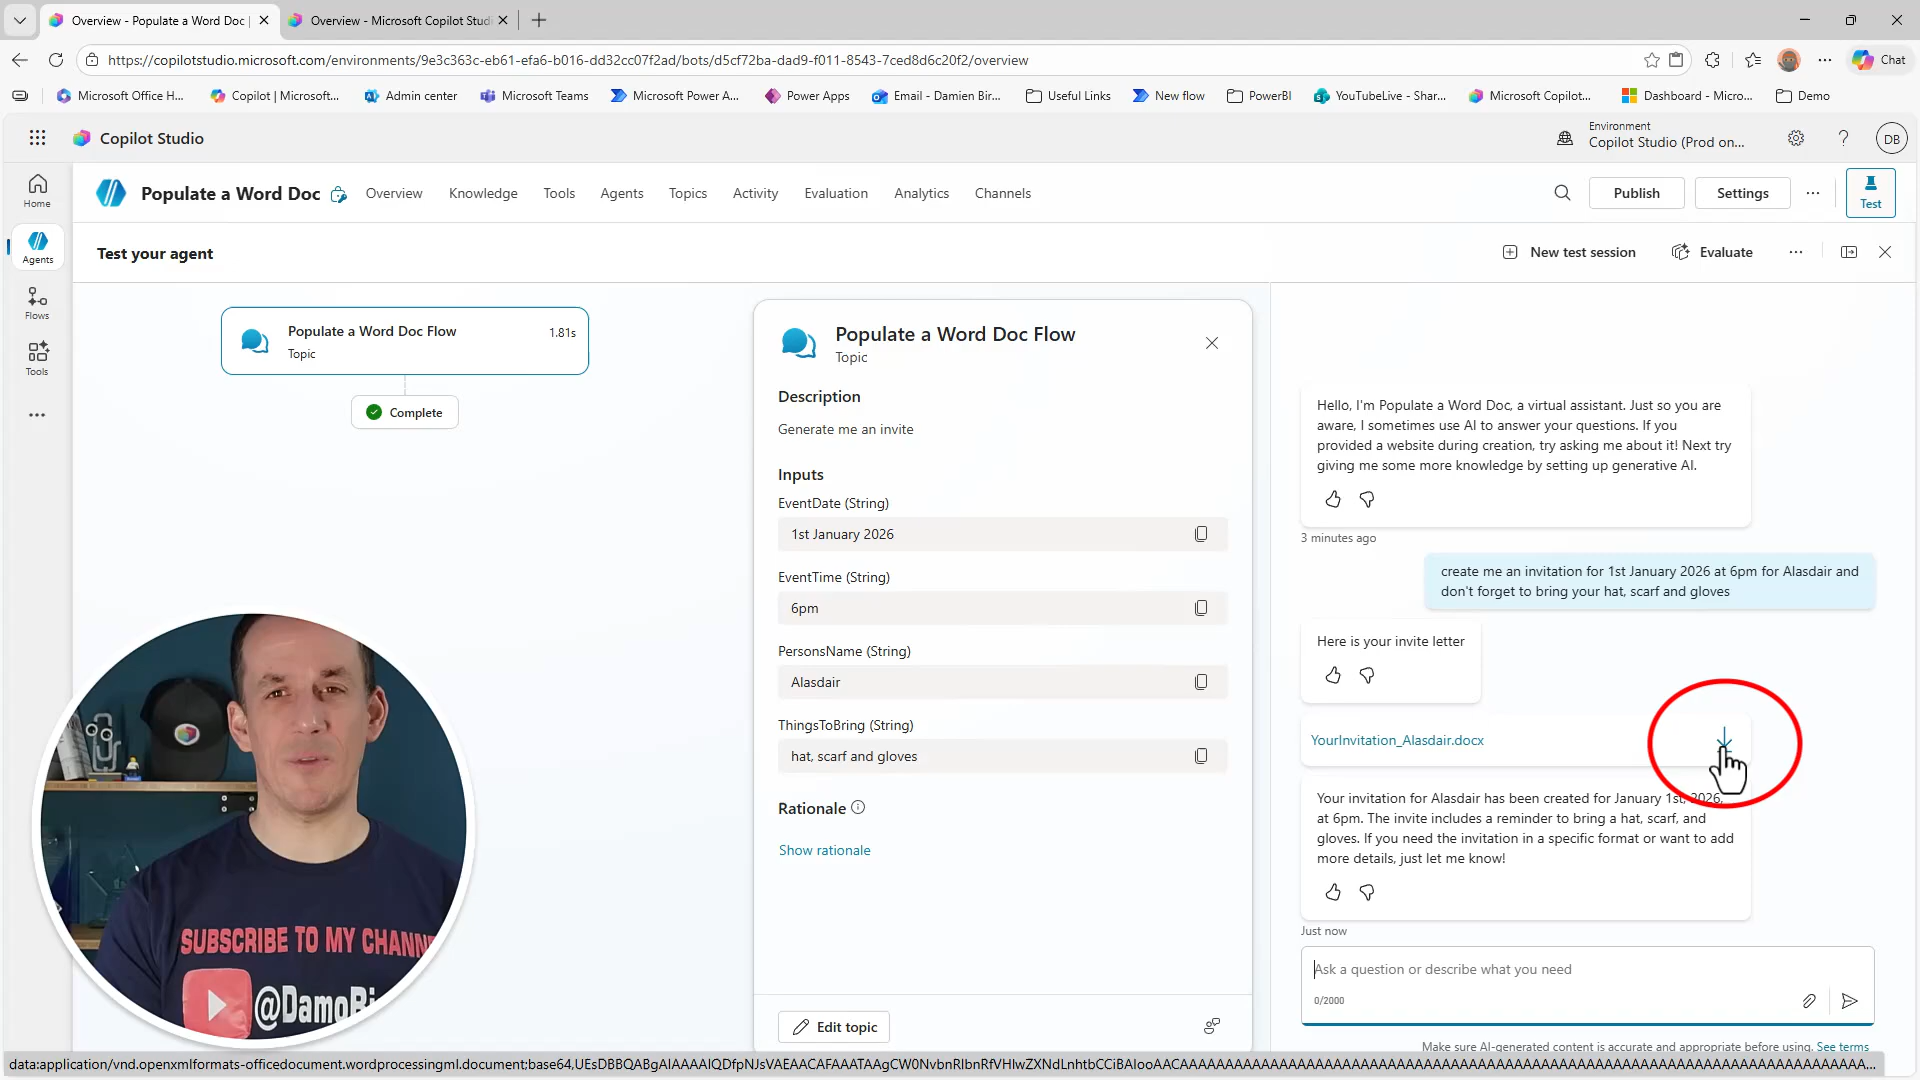 Overview - Populate a Word Doc |
Overview - Microsoft Copilot Studi
https://copilotstudio.microsoft.com/environments/9e3c363c-eb61-efa6-b016-dd32cc07f2ad/bots/d5cf72ba-dad9-f011-8543-7ced8d6c20f2/overview
Chat
Microsoft Office H...
Copilot | Microsoft...
Admin center
Microsoft Teams
Microsoft Power A...
Power Apps
Email - Damien Bir...
Useful Links
New flow
PowerBI
YouTubeLive - Shar...
Microsoft Copilot...
Dashboard - Micro...
Demo
Copilot Studio
Environment
Copilot Studio (Prod on...
DB
Home
Agents
Flows
Tools
Populate a Word Doc
Overview
Knowledge
Tools
Agents
Topics
Activity
Evaluation
Analytics
Channels
Publish
Settings
Test
Test your agent
New test session
Evaluate
Populate a Word Doc Flow
1.81s
Topic
Complete
Populate a Word Doc Flow
Topic
Description
Generate me an invite
Inputs
EventDate (String)
1st January 2026
EventTime (String)
6pm
PersonsName (String)
Alasdair
ThingsToBring (String)
hat, scarf and gloves
Rationale
Show rationale
Edit topic
Hello, I'm Populate a Word Doc, a virtual assistant. Just so you are
aware, I sometimes use AI to answer your questions. If you
provided a website during creation, try asking me about it! Next try
giving me some more knowledge by setting up generative AI.
3 minutes ago
create me an invitation for 1st January 2026 at 6pm for Alasdair and
don't forget to bring your hat, scarf and gloves
Here is your invite letter
YourInvitation_Alasdair.docx
Your invitation for Alasdair has been created for January 1st, 2026,
at 6pm. The invite includes a reminder to bring a hat, scarf, and
gloves. If you need the invitation in a specific format or want to add
more details, just let me know!
Just now
Ask a question or describe what you need
0/2000
Make sure AI-generated content is accurate and appropriate before using. See terms
SUBSCRIBE TO MY CHANN
@DamoBi